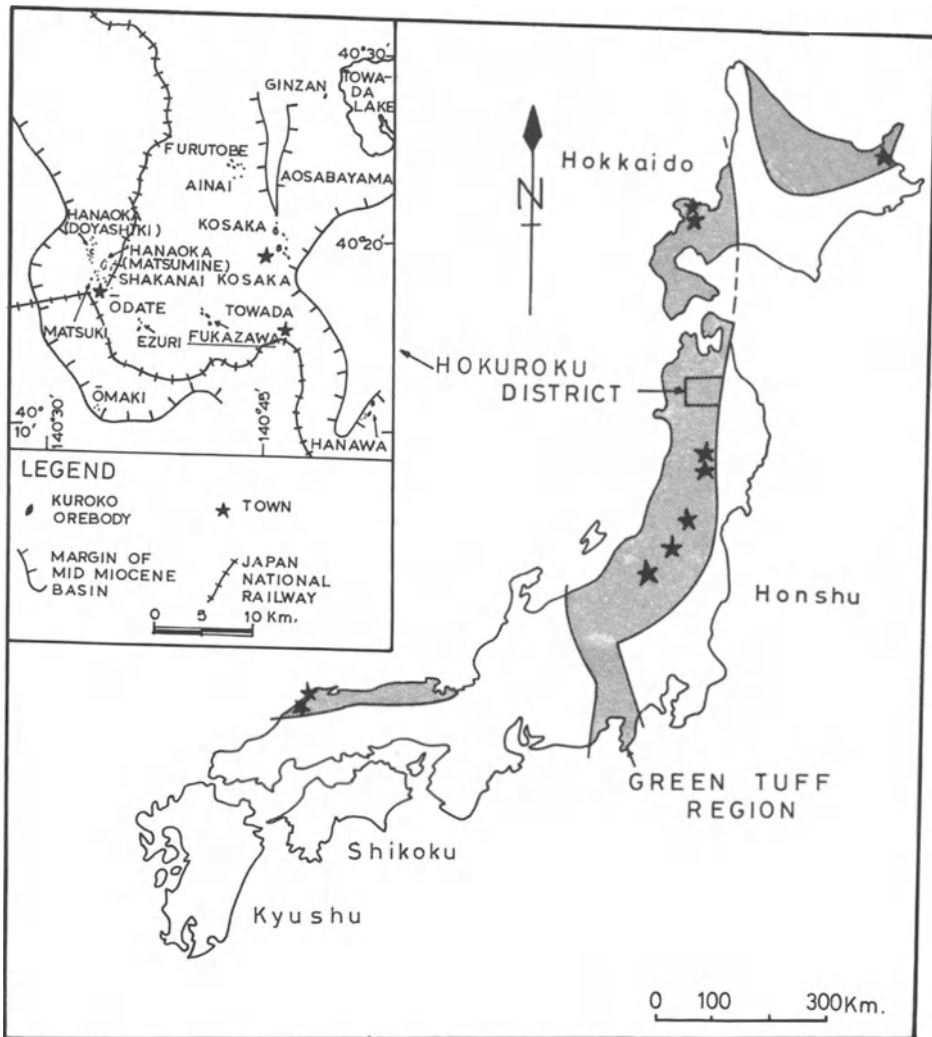 40°30'
TOWA-
DA
LAKE
GINZAN
FURUTOBE
AINAI
AOSABAYAMA
HANAOKA
(DOYASHIKI)
KOSAKA
40°20'
HANAOKA
(MATSUMINE)
SHAKANAI
KOSAKA
ŌDATE
TOWADA
MATSUKI
EZURI
FUKAZAWA
ŌMAKI
40°
10'
140°30'
140°45'
HANAWA
LEGEND
KUROKO
OREBODY
TOWN
MARGIN OF
MID MIOCENE
BASIN
JAPAN
NATIONAL
RAILWAY
0 5 10 Km.
N
Hokkaido
HOKUROKU
DISTRICT
Honshu
GREEN TUFF
REGION
Shikoku
Kyushu
0 100 300Km.